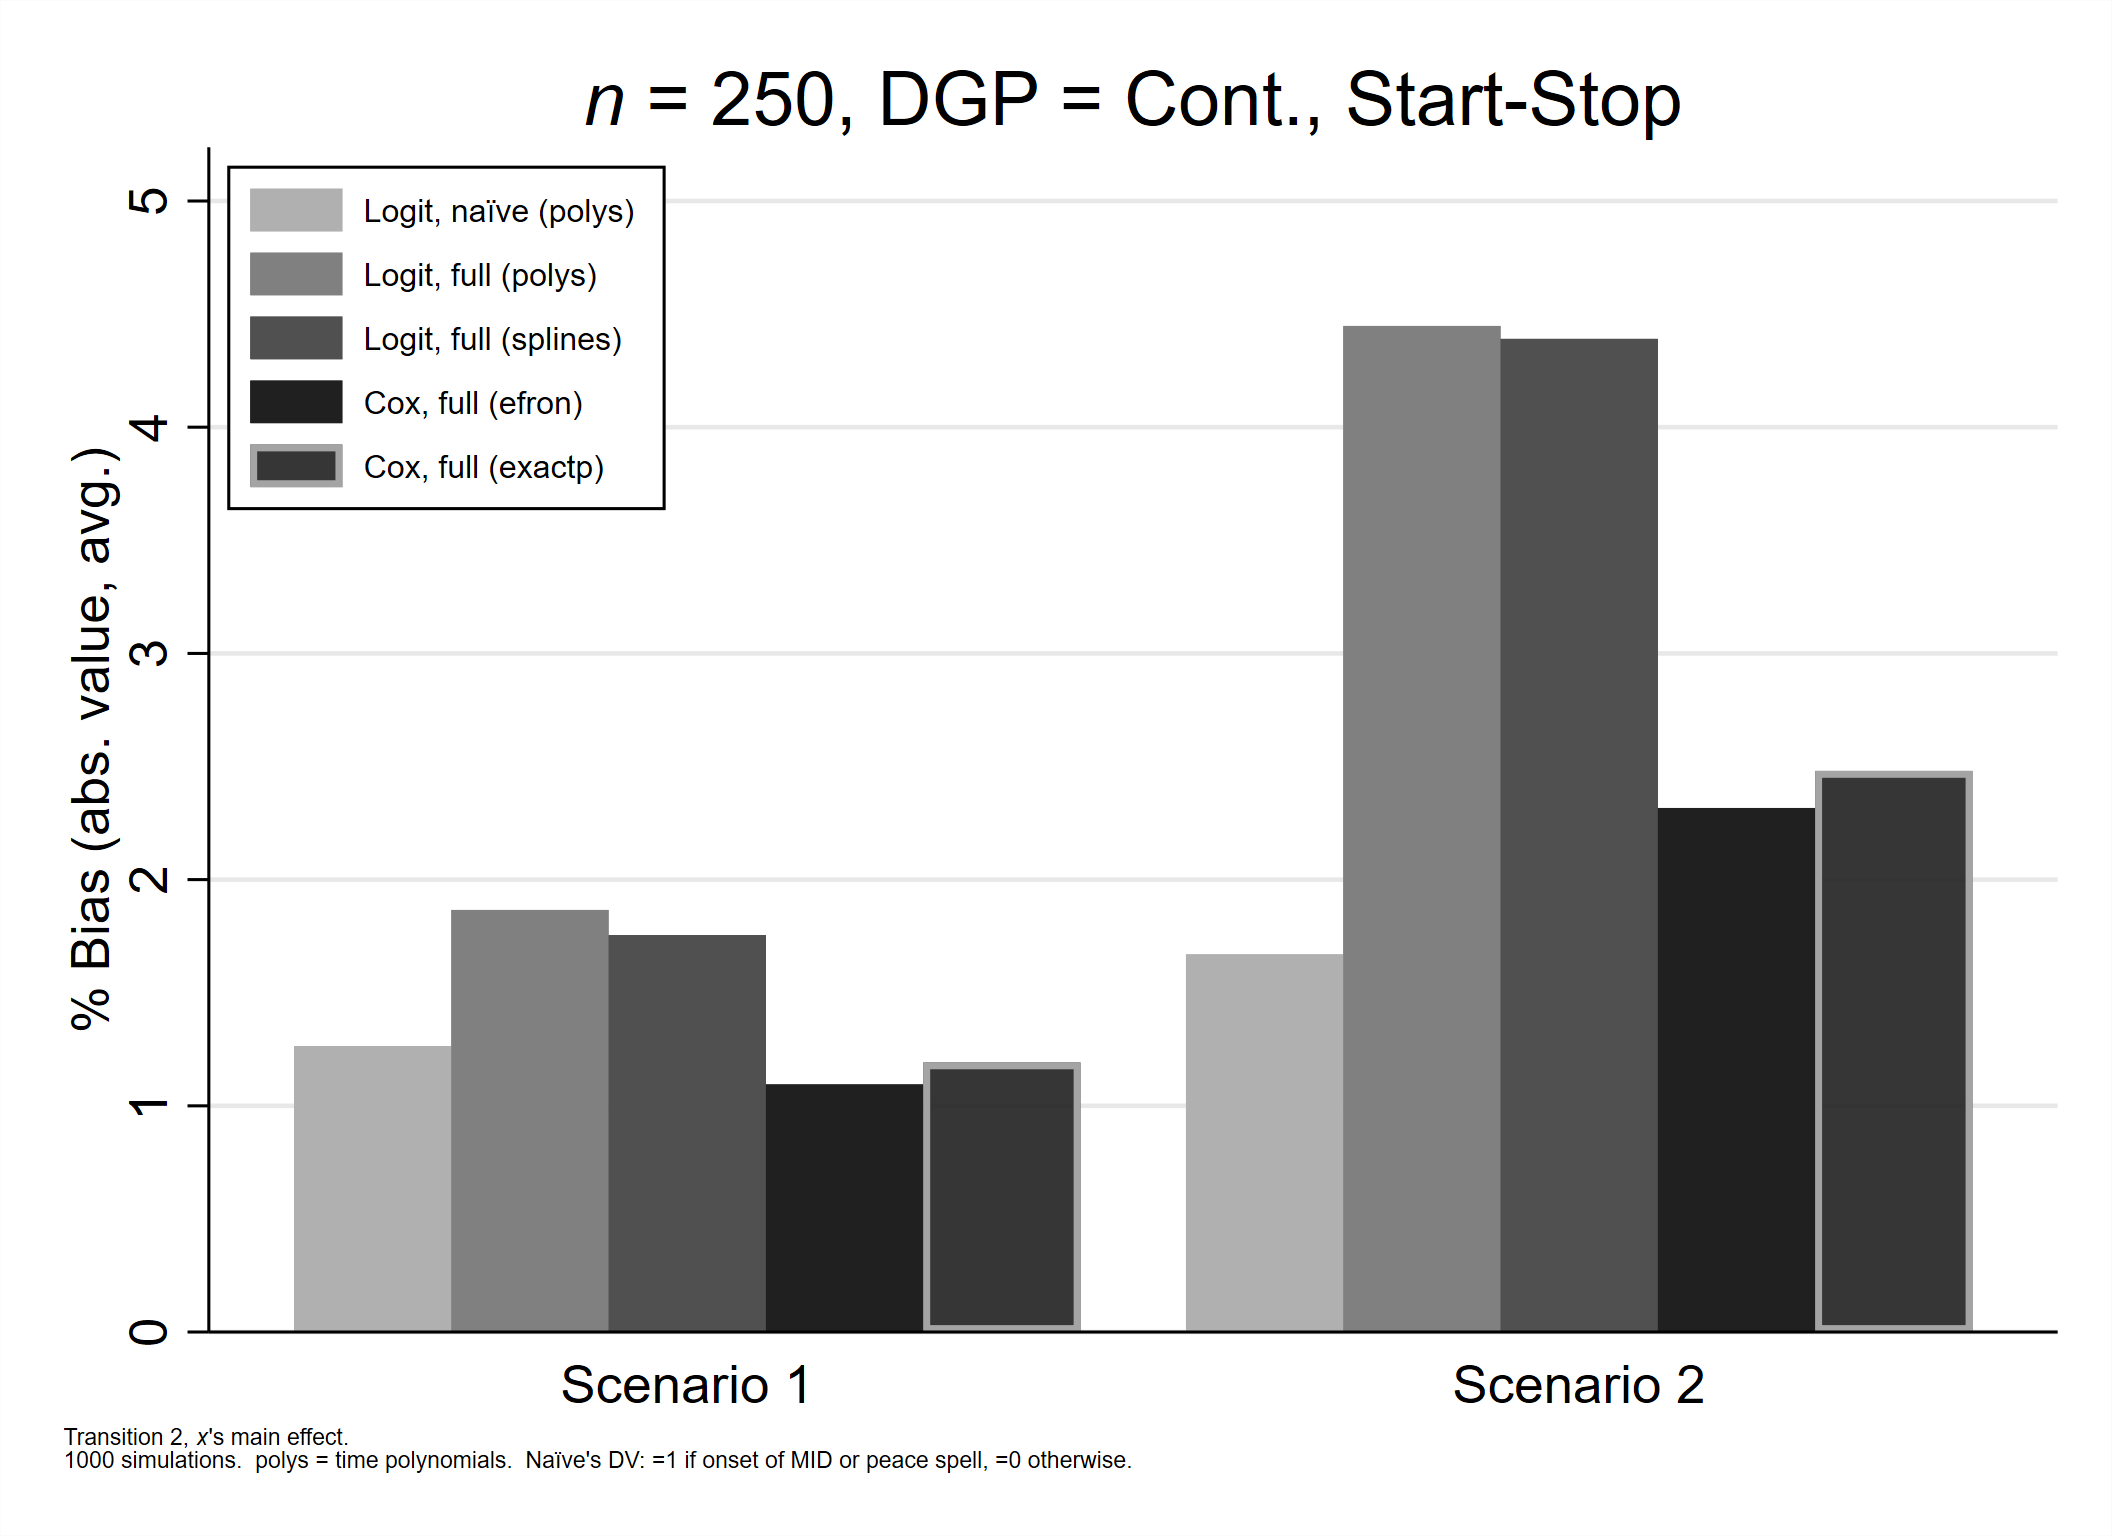 n = 250, DGP = Cont., Start-Stop
% Bias (abs. value, avg.)
5
4
3
2
1
0
Logit, naïve (polys)
Logit, full (polys)
Logit, full (splines)
Cox, full (efron)
Cox, full (exactp)
Scenario 1
Scenario 2
Transition 2, x's main effect.
1000 simulations.  polys = time polynomials.  Naïve's DV: =1 if onset of MID or peace spell, =0 otherwise.